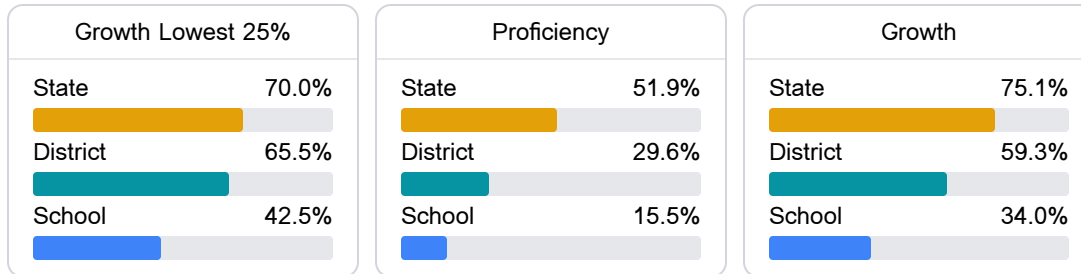 Growth Lowest 25%
State 70.0%
District 65.5%
School 42.5%
Proficiency
State 51.9%
District 29.6%
School 15.5%
Growth
State 75.1%
District 59.3%
School 34.0%